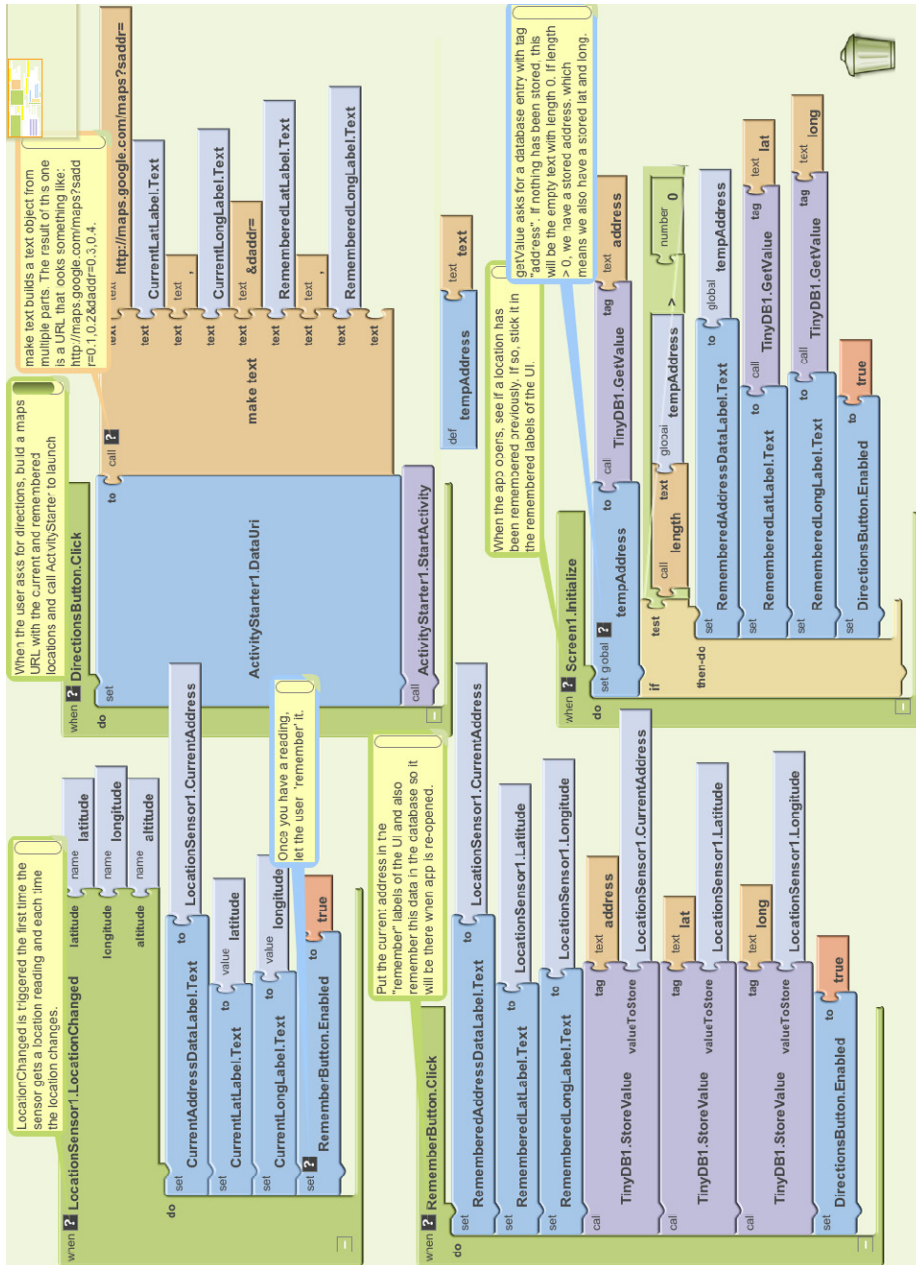 LocationChanged is triggered the first time the
sensor gets a location reading and each time
the location changes.
when ? LocationSensor1.LocationChanged
latitude name latitude
longitude name longitude
altitude name altitude
do
set CurrentAddressDataLabel.Text to LocationSensor1.CurrentAddress
set CurrentLatLabel.Text to value latitude
set CurrentLongLabel.Text to value longitude
set ? RememberButton.Enabled to true
Once you have a reading,
let the user "remember" it.
When the user asks for directions, build a maps
URL with the current and remembered
locations and call ActvityStarter to launch
when ? DirectionsButton.Click
do
set ActivityStarter1.DataUri to call ? make text
text text http://maps.google.com/maps?saddr=
text CurrentLatLabel.Text
text text ,
text CurrentLongLabel.Text
text text &daddr=
text RememberedLatLabel.Text
text text ,
text RememberedLongLabel.Text
text
call ActivityStarter1.StartActivity
make text builds a text object from
multiple parts. The result of this one
is a URL that looks something like:
http://maps.google.com/maps?sadd
r=0.1,0.2&daddr=0.3,0.4.
def tempAddress text text
Put the current address in the
"remember" labels of the UI and also
remember this data in the database so it
will be there when app is re-opened.
when ? RememberButton.Click
do
set RememberedAddressDataLabel.Text to LocationSensor1.CurrentAddress
set RememberedLatLabel.Text to LocationSensor1.Latitude
set RememberedLongLabel.Text to LocationSensor1.Longitude
call TinyDB1.StoreValue tag text address
valueToStore LocationSensor1.CurrentAddress
call TinyDB1.StoreValue tag text lat
valueToStore LocationSensor1.Latitude
call TinyDB1.StoreValue tag text long
valueToStore LocationSensor1.Longitude
set DirectionsButton.Enabled to true
When the app opens, see if a location has
been remembered previously. If so, stick it in
the remembered labels of the UI.
when ? Screen1.Initialize
do
set global ? tempAddress to call TinyDB1.GetValue tag text address
if
test call length text global tempAddress > number 0
then-do
set RememberedAddressDataLabel.Text to global tempAddress
set RememberedLatLabel.Text to call TinyDB1.GetValue tag text lat
set RememberedLongLabel.Text to call TinyDB1.GetValue tag text long
set DirectionsButton.Enabled to true
getValue asks for a database entry with tag
"address". If nothing has been stored, this
will be the empty text with length 0. If length
> 0, we have a stored address, which
means we also have a stored lat and long.